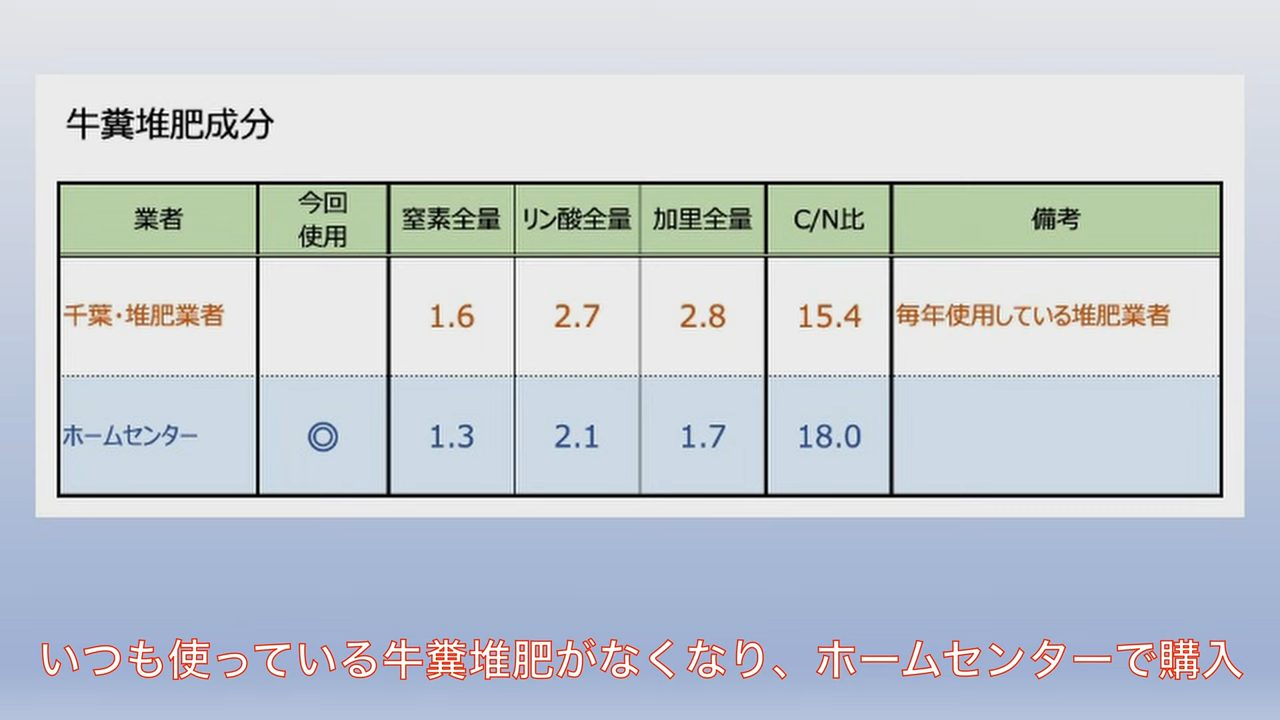 牛糞堆肥成分
業者 今回使用 窒素全量 リン酸全量 加里全量 C/N比 備考
千葉・堆肥業者 1.6 2.7 2.8 15.4 毎年使用している堆肥業者
ホームセンター ◎ 1.3 2.1 1.7 18.0
いつも使っている牛糞堆肥がなくなり、ホームセンターで購入